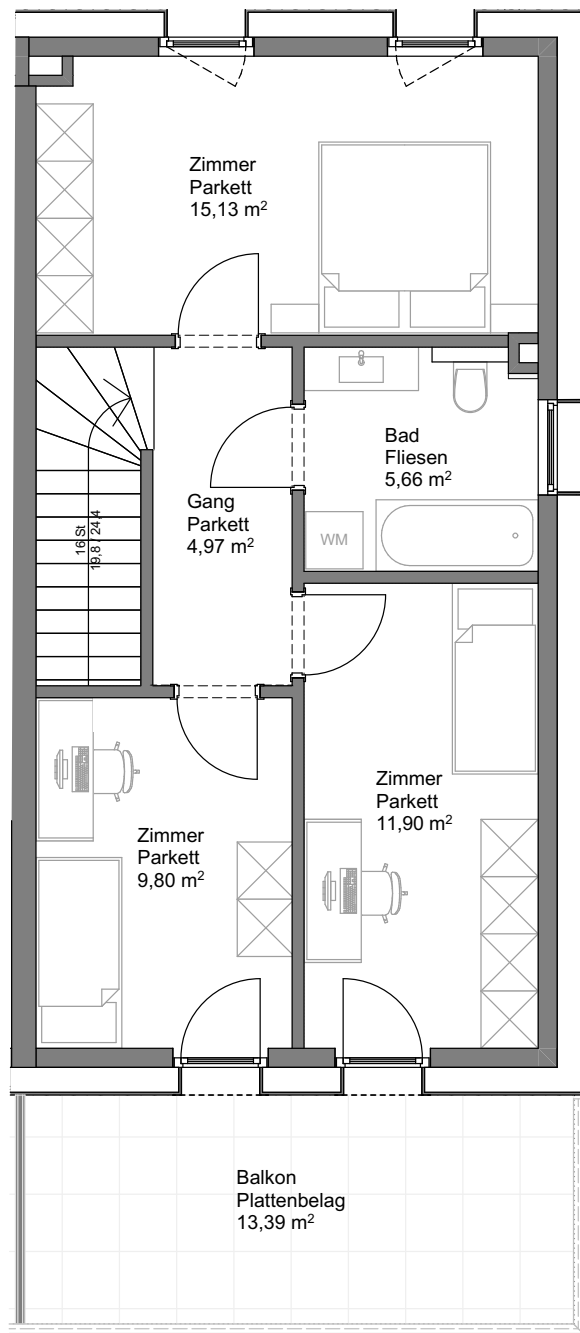 Zimmer
Parkett
15,13 m²
Bad
Fliesen
5,66 m²
Gang
Parkett
4,97 m²
WM
16 St
19,8 / 24,4
Zimmer
Parkett
11,90 m²
Zimmer
Parkett
9,80 m²
Balkon
Plattenbelag
13,39 m²